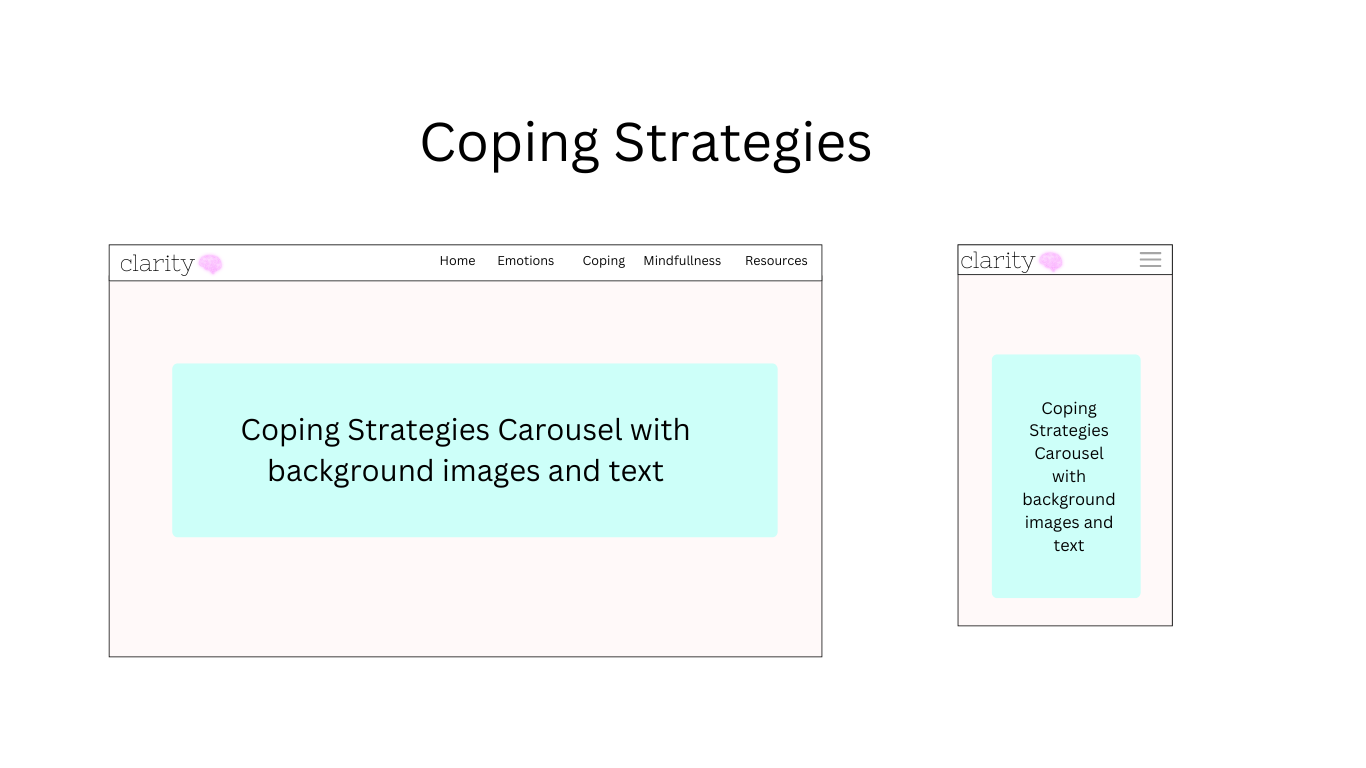 Coping Strategies
clarity
Home Emotions Coping Mindfullness Resources
Coping Strategies Carousel with
background images and text
clarity
Coping
Strategies
Carousel
with
background
images and
text